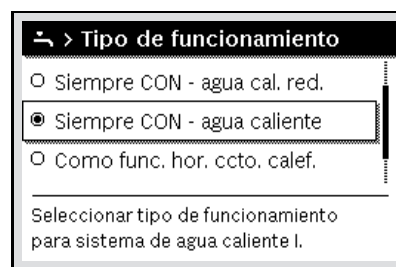 > Tipo de funcionamiento
Siempre CON - agua cal. red.
Siempre CON - agua caliente
Como func. hor. ccto. calef.
Seleccionar tipo de funcionamiento
para sistema de agua caliente I.